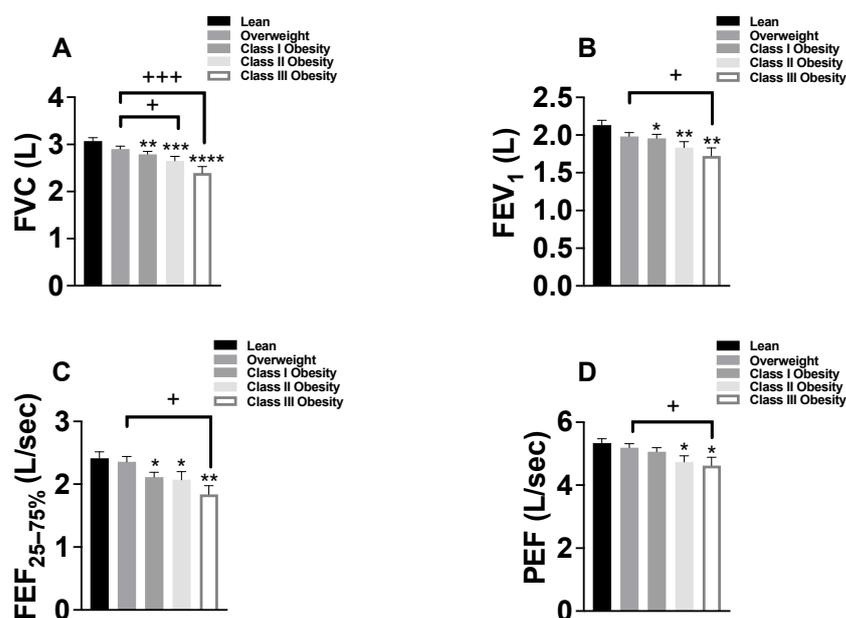 A
Lean
Overweight
Class I Obesity
Class II Obesity
Class III Obesity
FVC (L)
4
3
2
1
0
+++
+
**
***
****
B
Lean
Overweight
Class I Obesity
Class II Obesity
Class III Obesity
FEV1 (L)
2.5
2.0
1.5
1.0
0.5
0.0
+
*
**
**
C
Lean
Overweight
Class I Obesity
Class II Obesity
Class III Obesity
FEF25–75% (L/sec)
3
2
1
0
+
*
*
**
D
Lean
Overweight
Class I Obesity
Class II Obesity
Class III Obesity
PEF (L/sec)
6
4
2
0
+
*
*